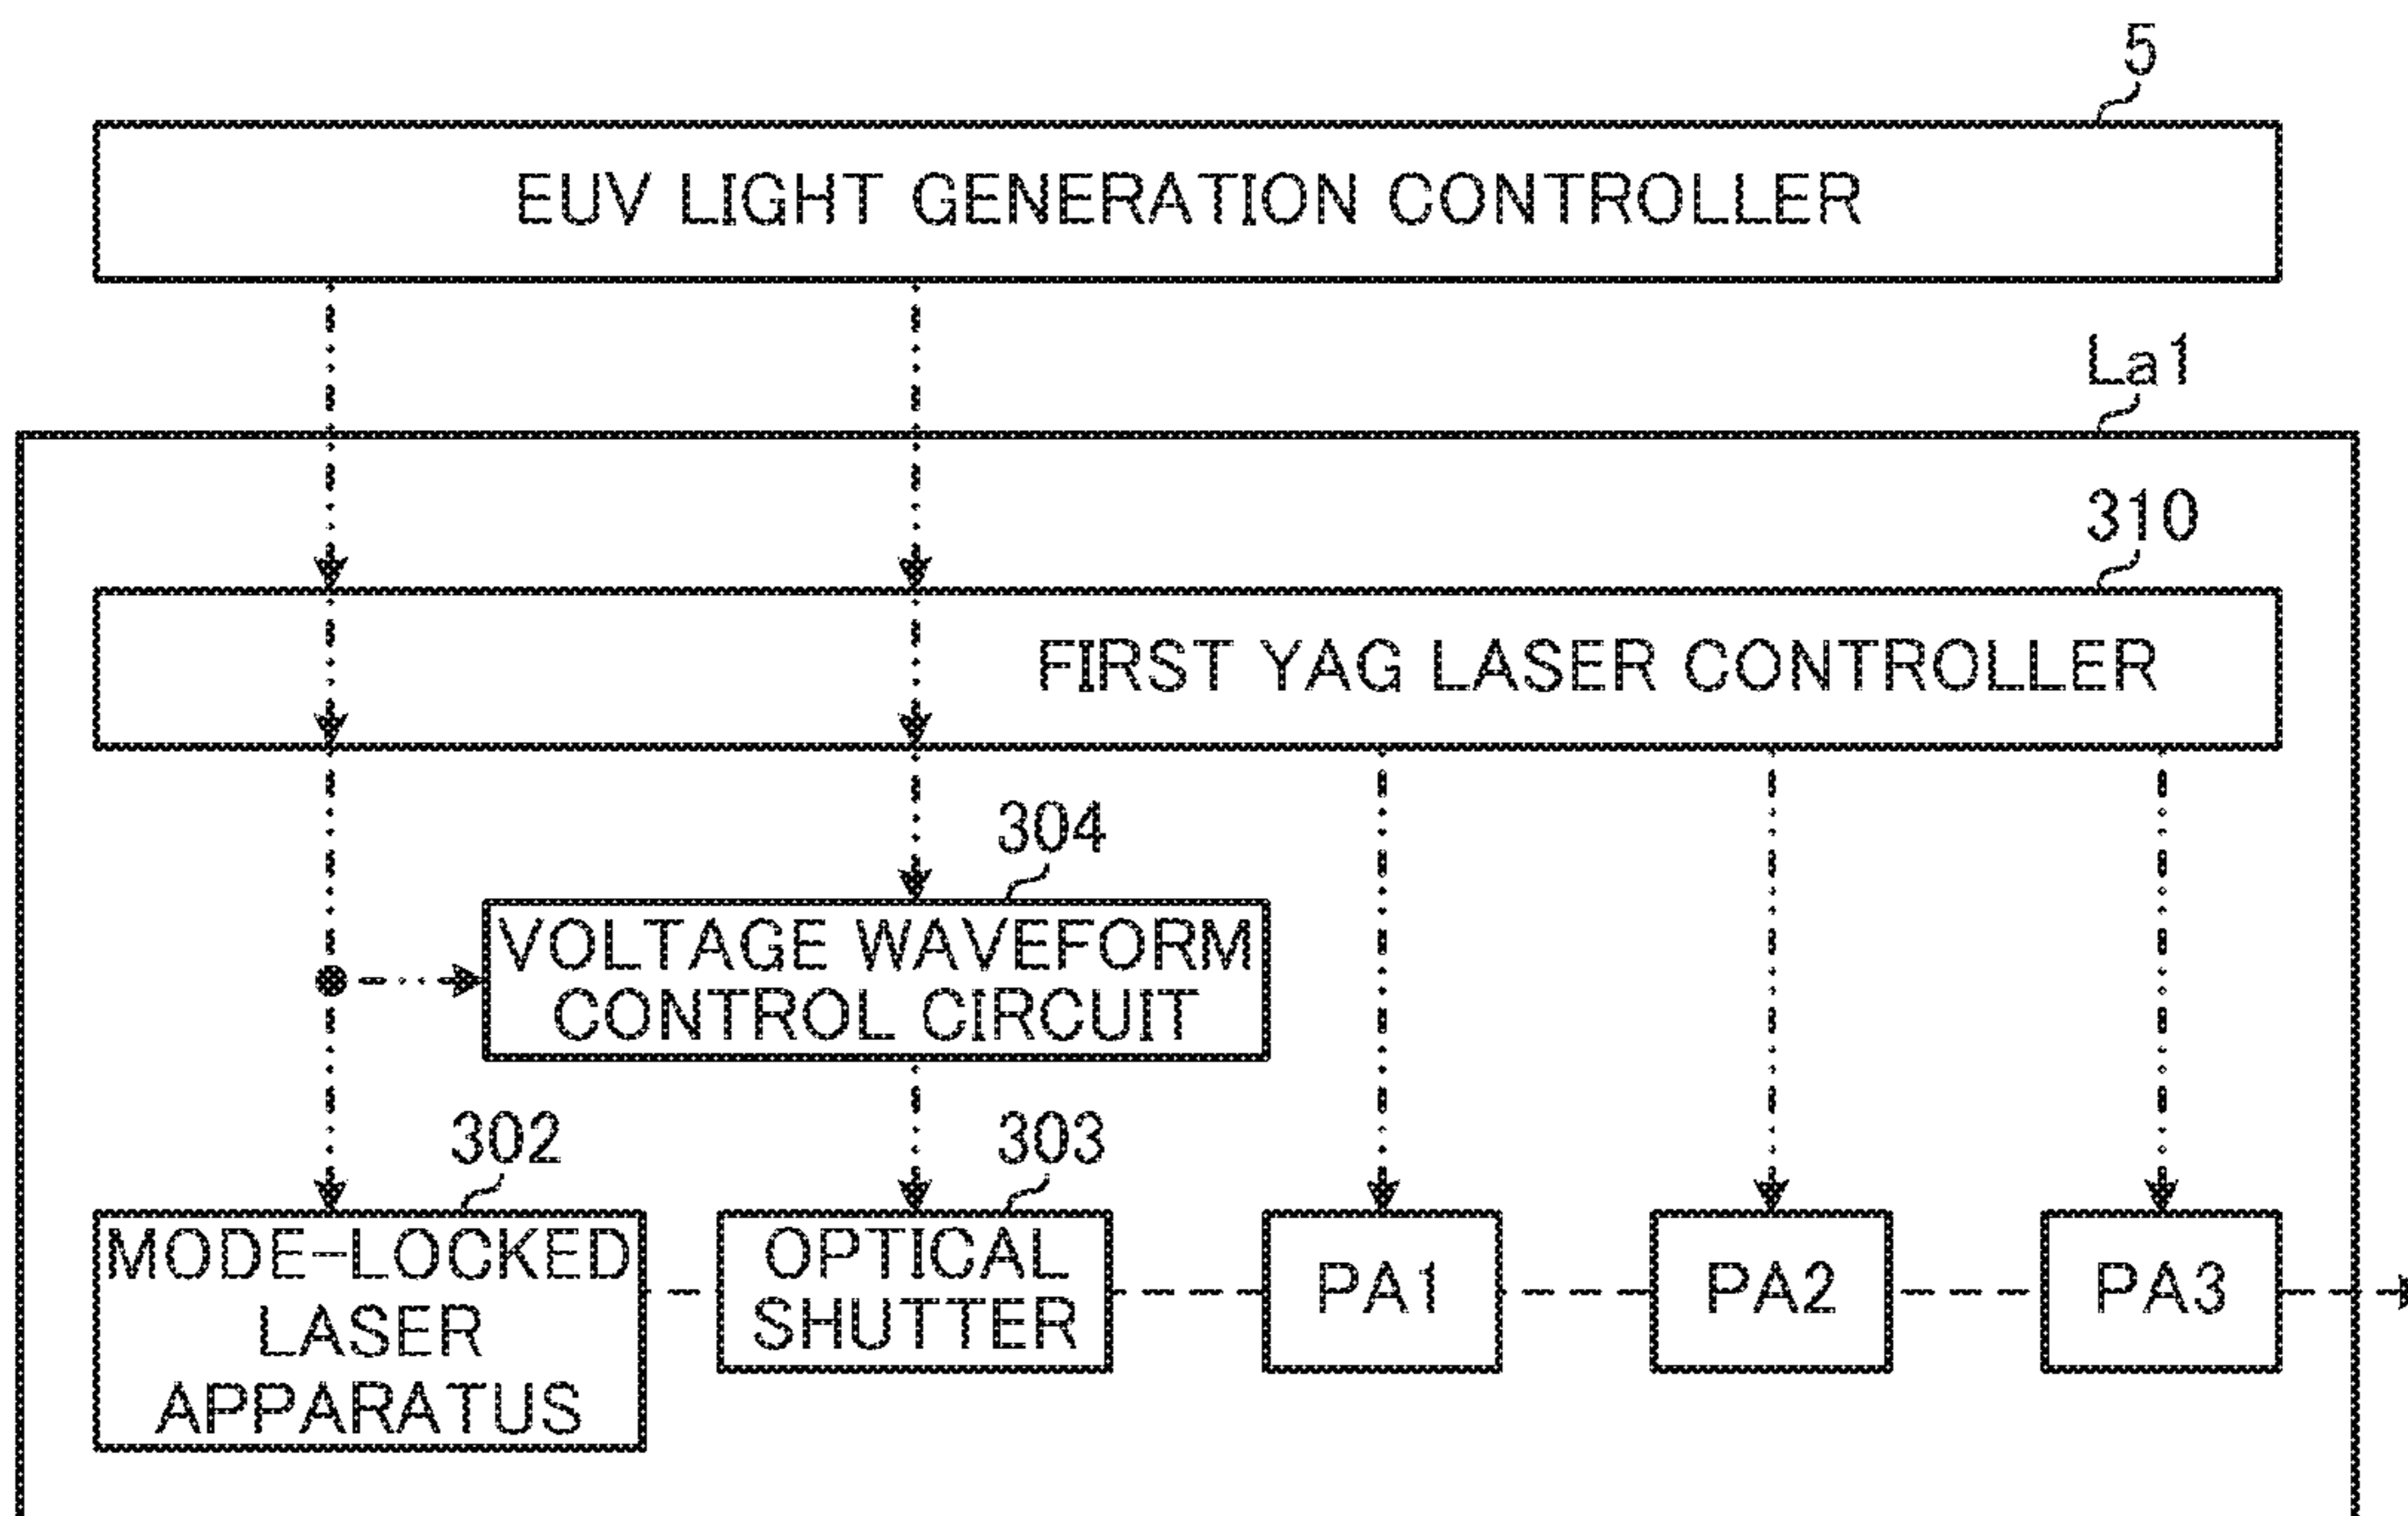 5
EUV LIGHT GENERATION CONTROLLER
La1
310
FIRST YAG LASER CONTROLLER
304
VOLTAGE WAVEFORM
CONTROL CIRCUIT
302
303
MODE-LOCKED
LASER
APPARATUS
OPTICAL
SHUTTER
PA1
PA2
PA3